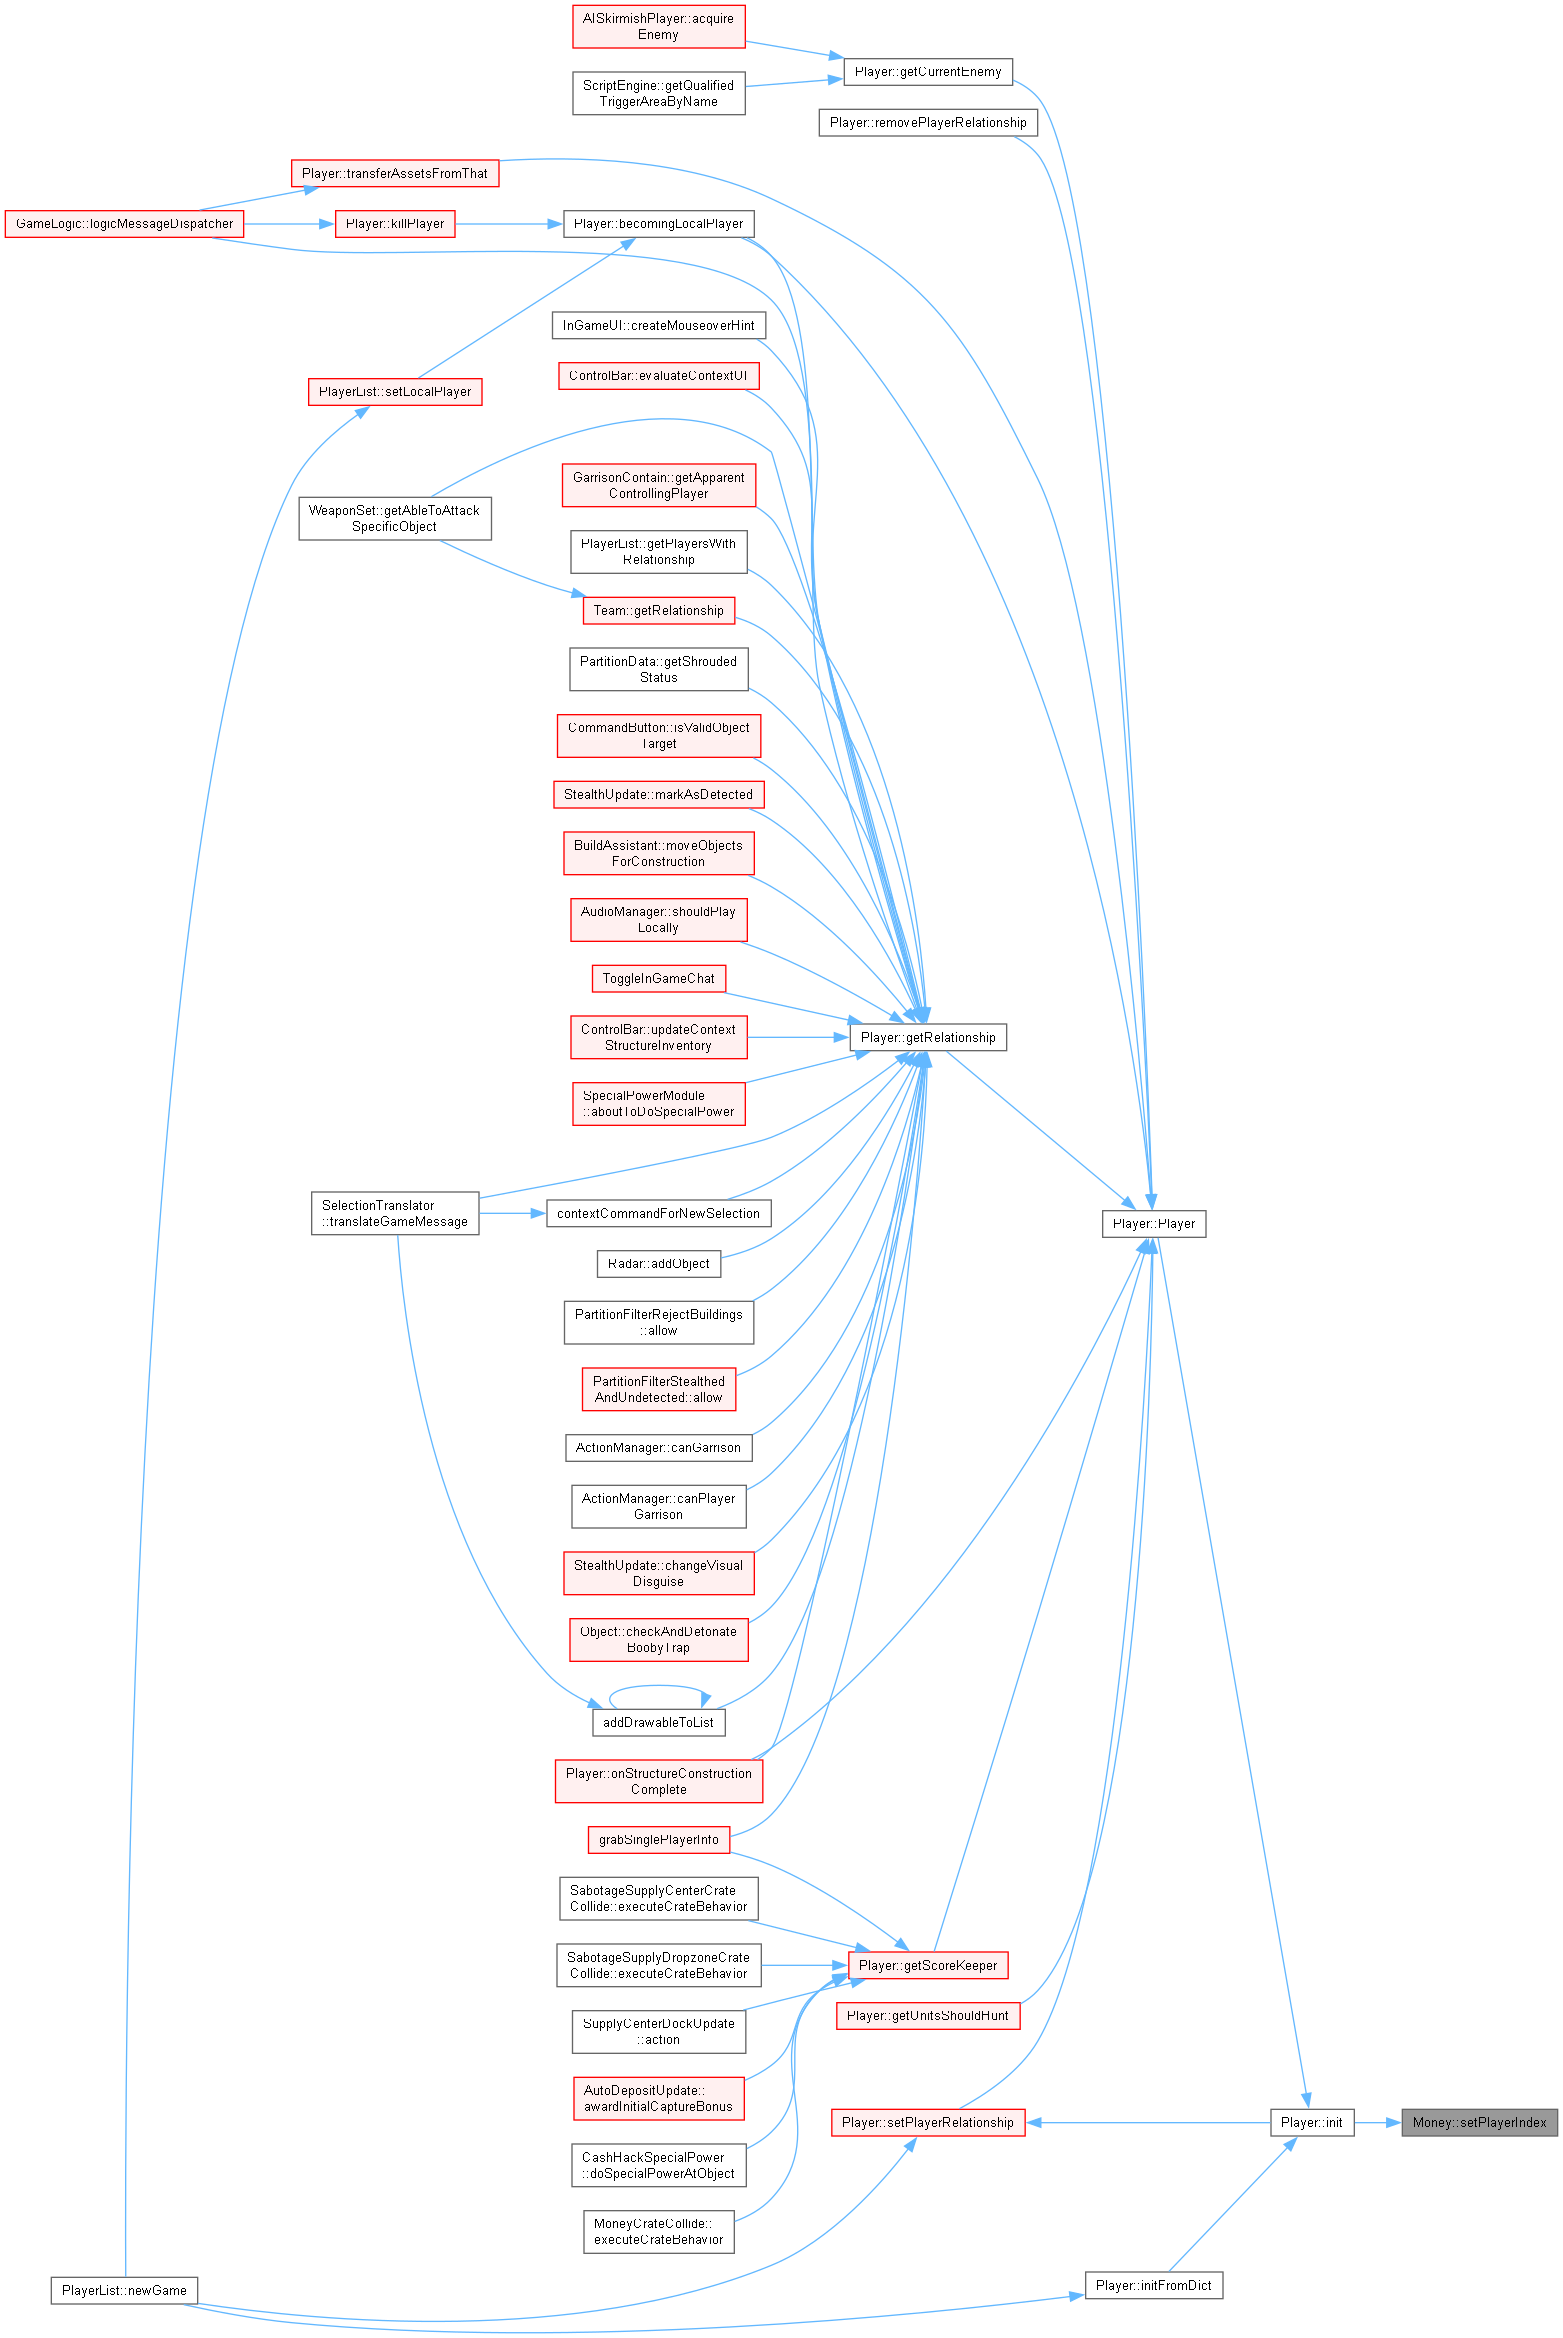 AISkirmishPlayer::acquire
Enemy
Player::getCurrentEnemy
ScriptEngine::getQualified
TriggerAreaByName
Player::removePlayerRelationship
Player::transferAssetsFromThat
GameLogic::logicMessageDispatcher
Player::killPlayer
Player::becomingLocalPlayer
InGameUI::createMouseoverHint
ControlBar::evaluateContextUI
PlayerList::setLocalPlayer
GarrisonContain::getApparent
ControllingPlayer
WeaponSet::getAbleToAttack
SpecificObject
PlayerList::getPlayersWith
Relationship
Team::getRelationship
PartitionData::getShrouded
Status
CommandButton::isValidObject
Target
StealthUpdate::markAsDetected
BuildAssistant::moveObjects
ForConstruction
AudioManager::shouldPlay
Locally
ToggleInGameChat
ControlBar::updateContext
StructureInventory
Player::getRelationship
SpecialPowerModule
::aboutToDoSpecialPower
SelectionTranslator
::translateGameMessage
contextCommandForNewSelection
Player::Player
Radar::addObject
PartitionFilterRejectBuildings
::allow
PartitionFilterStealthed
AndUndetected::allow
ActionManager::canGarrison
ActionManager::canPlayer
Garrison
StealthUpdate::changeVisual
Disguise
Object::checkAndDetonate
BoobyTrap
addDrawableToList
Player::onStructureConstruction
Complete
grabSinglePlayerInfo
SabotageSupplyCenterCrate
Collide::executeCrateBehavior
SabotageSupplyDropzoneCrate
Collide::executeCrateBehavior
Player::getScoreKeeper
Player::getUnitsShouldHunt
SupplyCenterDockUpdate
::action
AutoDepositUpdate::
awardInitialCaptureBonus
Player::setPlayerRelationship
Player::init
Money::setPlayerIndex
CashHackSpecialPower
::doSpecialPowerAtObject
MoneyCrateCollide::
executeCrateBehavior
PlayerList::newGame
Player::initFromDict